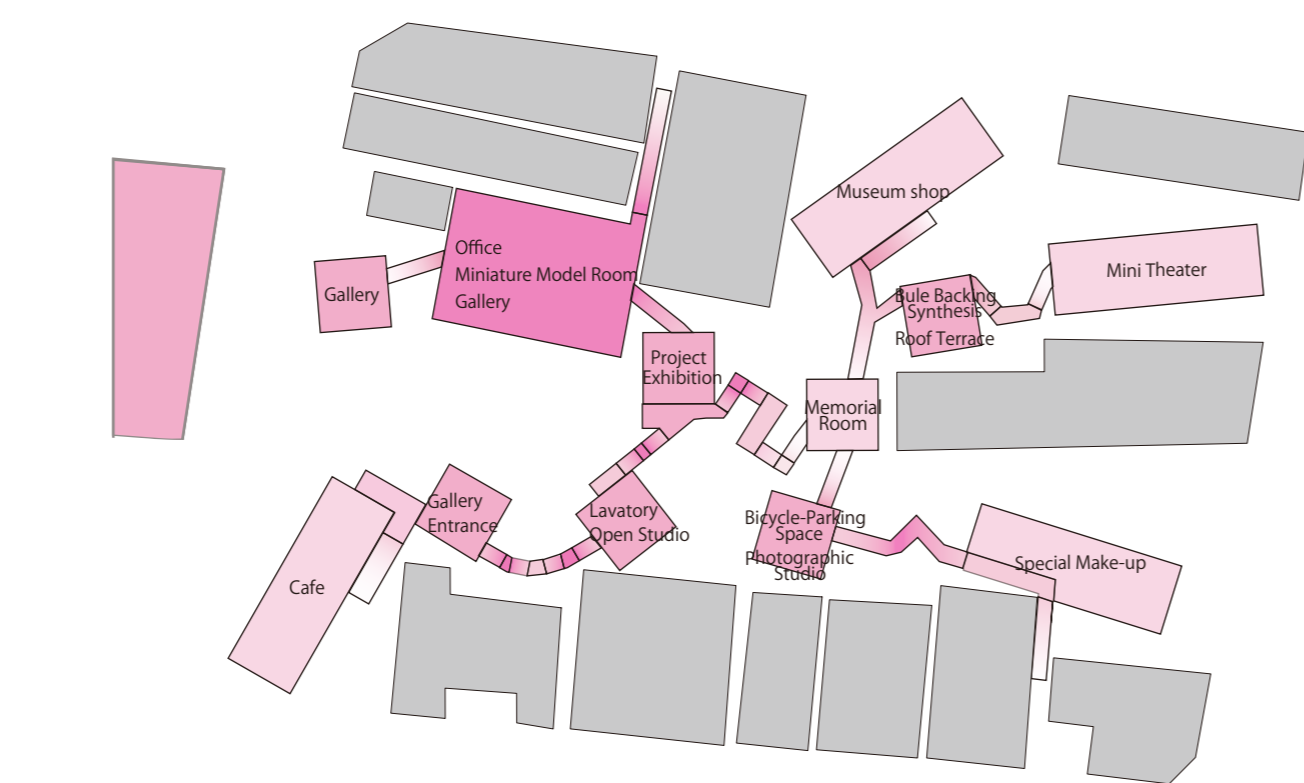 Museum shop
Office
Miniature Model Room
Gallery
Gallery
Mini Theater
Bule Backing
Synthesis
Roof Terrace
Project
Exhibition
Memorial
Room
Gallery
Entrance
Lavatory
Open Studio
Bicycle-Parking
Space
Photographic
Studio
Special Make-up
Cafe